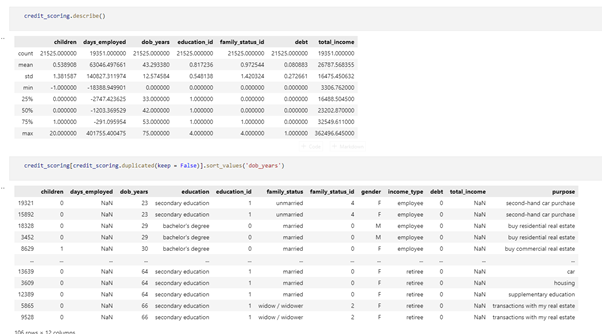 credit_scoring.describe()
children days_employed dob_years education_id family_status_id debt total_income
count 21525.000000 19351.000000 21525.000000 21525.000000 21525.000000 21525.000000 19351.000000
mean 0.538908 63046.497661 43.293380 0.817236 0.972544 0.080883 26787.568355
std 1.381587 140827.311974 12.574584 0.548138 1.420324 0.272661 16475.450632
min -1.000000 -18388.949901 0.000000 0.000000 0.000000 0.000000 3306.762000
25% 0.000000 -2747.423625 33.000000 1.000000 0.000000 0.000000 16488.504500
50% 0.000000 -1203.369529 42.000000 1.000000 0.000000 0.000000 23202.870000
75% 1.000000 -291.095954 53.000000 1.000000 1.000000 0.000000 32549.611000
max 20.000000 401755.400475 75.000000 4.000000 4.000000 1.000000 362496.645000
credit_scoring[credit_scoring.duplicated(keep = False)].sort_values('dob_years')
children days_employed dob_years education education_id family_status family_status_id gender income_type debt total_income purpose
19321 0 NaN 23 secondary education 1 unmarried 4 F employee 0 NaN second-hand car purchase
15892 0 NaN 23 secondary education 1 unmarried 4 F employee 0 NaN second-hand car purchase
18328 0 NaN 29 bachelor's degree 0 married 0 M employee 0 NaN buy residential real estate
3452 0 NaN 29 bachelor's degree 0 married 0 M employee 0 NaN buy residential real estate
8629 1 NaN 30 bachelor's degree 0 married 0 F employee 0 NaN buy commercial real estate
... ... ... ... ... ... ... ... ... ... ... ... ...
13639 0 NaN 64 secondary education 1 married 0 F retiree 0 NaN car
3609 0 NaN 64 secondary education 1 married 0 F retiree 0 NaN housing
12389 0 NaN 64 secondary education 1 married 0 F retiree 0 NaN supplementary education
5865 0 NaN 66 secondary education 1 widow / widower 2 F retiree 0 NaN transactions with my real estate
9528 0 NaN 66 secondary education 1 widow / widower 2 F retiree 0 NaN transactions with my real estate
106 rows × 12 columns